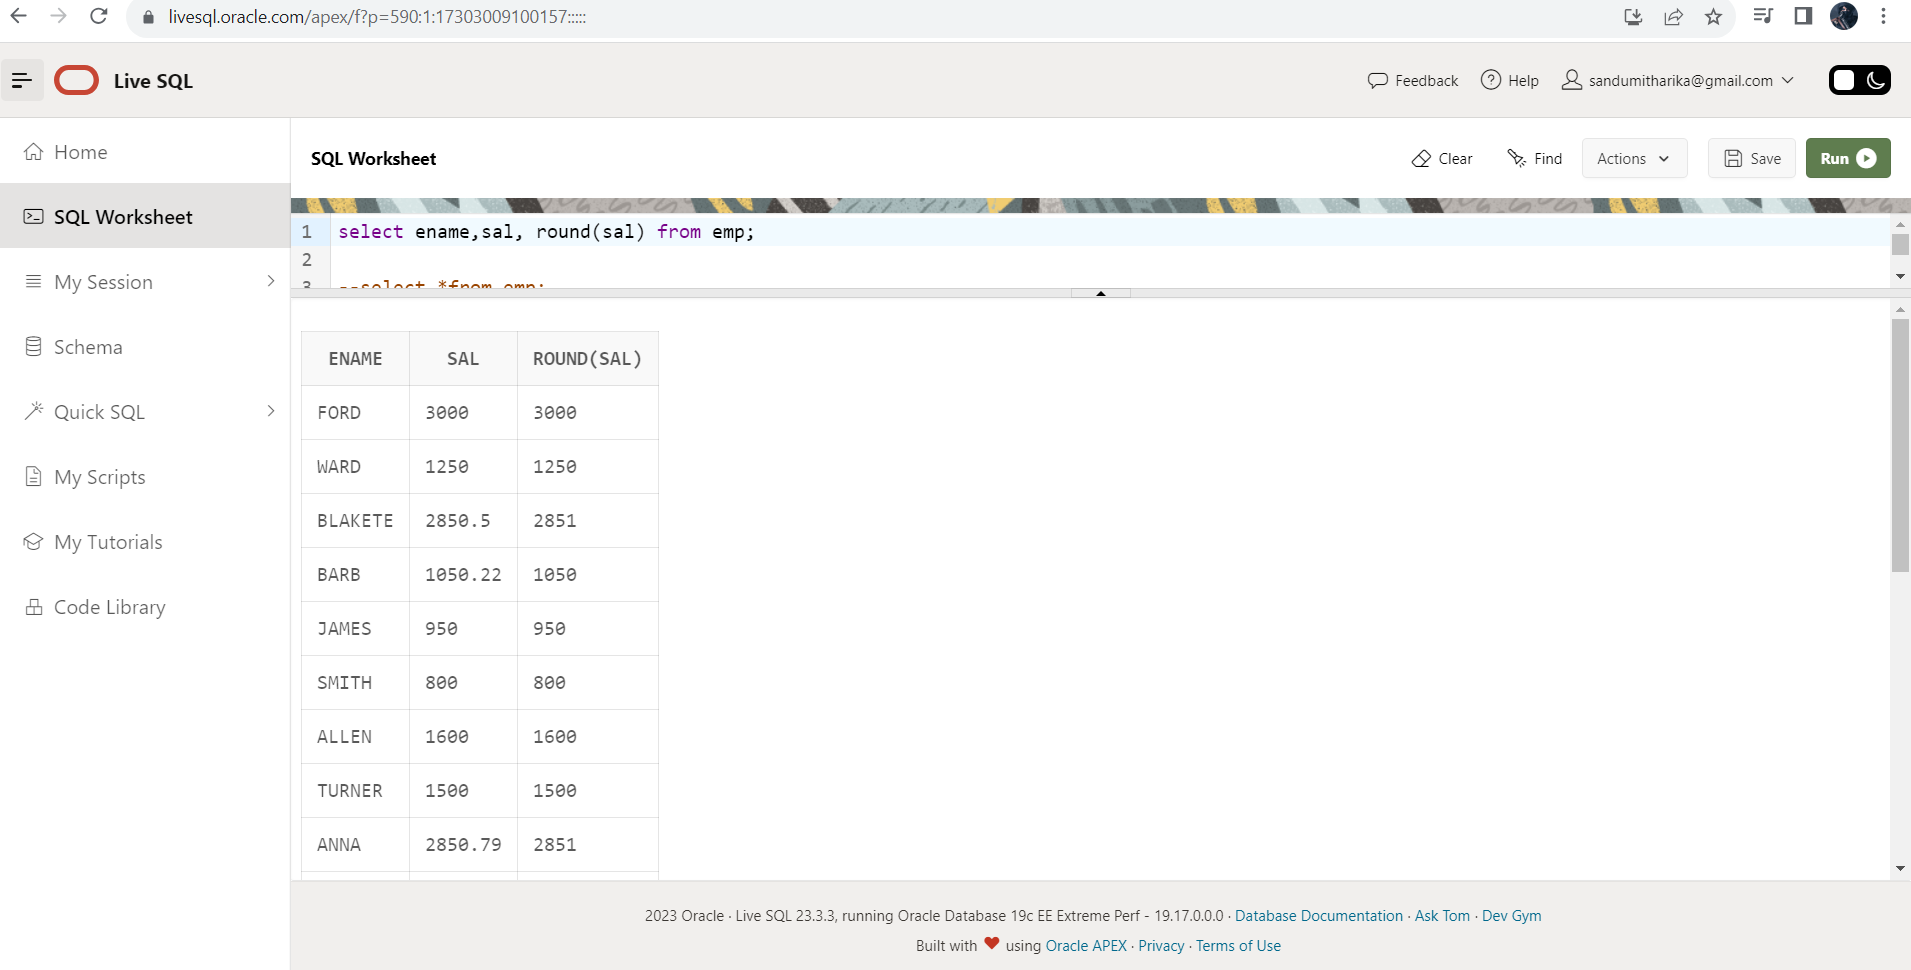 livesql.oracle.com/apex/f?p=590:1:17303009100157:::::
Live SQL
Feedback
Help
sandumitharika@gmail.com
Home
SQL Worksheet
My Session
Schema
Quick SQL
My Scripts
My Tutorials
Code Library
SQL Worksheet
Clear
Find
Actions
Save
Run
1 select ename,sal, round(sal) from emp;
2
3 --select *from emp;
ENAME SAL ROUND(SAL)
FORD 3000 3000
WARD 1250 1250
BLAKETE 2850.5 2851
BARB 1050.22 1050
JAMES 950 950
SMITH 800 800
ALLEN 1600 1600
TURNER 1500 1500
ANNA 2850.79 2851
2023 Oracle · Live SQL 23.3.3, running Oracle Database 19c EE Extreme Perf - 19.17.0.0.0 · Database Documentation · Ask Tom · Dev Gym
Built with ❤ using Oracle APEX · Privacy · Terms of Use